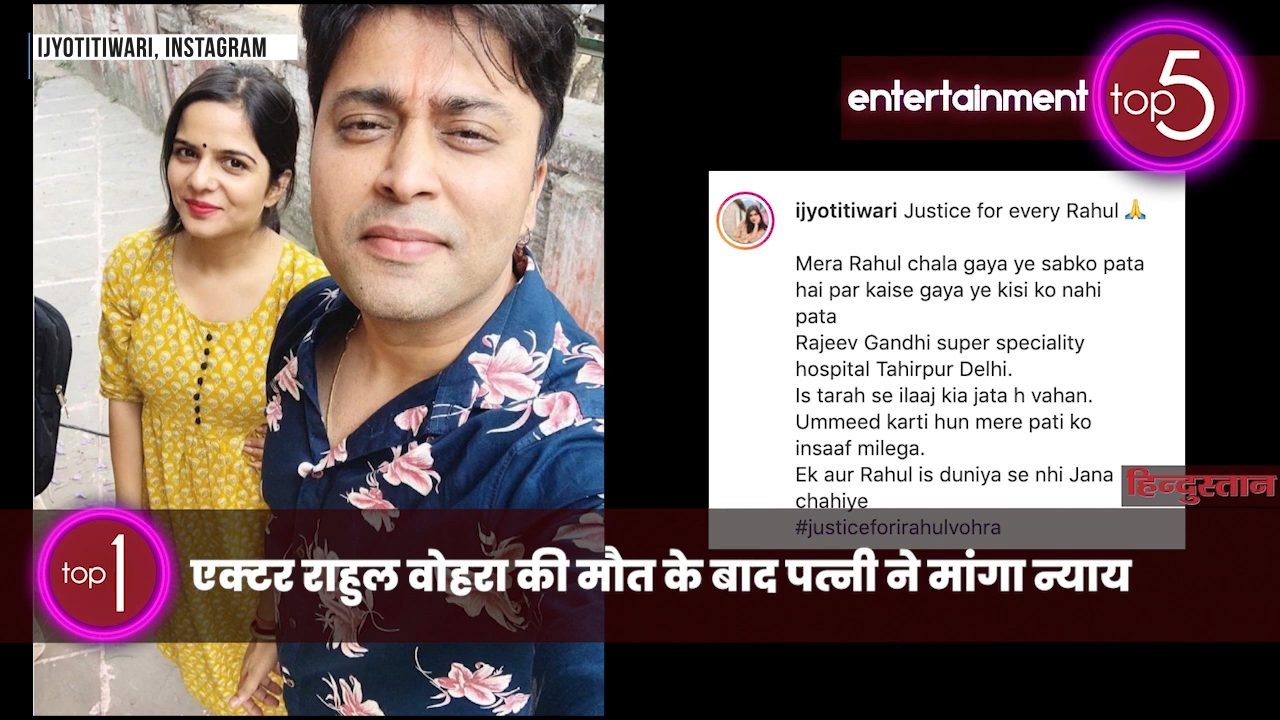 IJYOTITIWARI, INSTAGRAM
entertainment top 5
ijyotitiwari Justice for every Rahul 🙏
Mera Rahul chala gaya ye sabko pata
hai par kaise gaya ye kisi ko nahi
pata
Rajeev Gandhi super speciality
hospital Tahirpur Delhi.
Is tarah se ilaaj kia jata h vahan.
Ummeed karti hun mere pati ko
insaaf milega.
Ek aur Rahul is duniya se nhi Jana
chahiye
#justiceforirahulvohra
हिन्दुस्तान
top 1
एक्टर राहुल वोहरा की मौत के बाद पत्नी ने मांगा न्याय